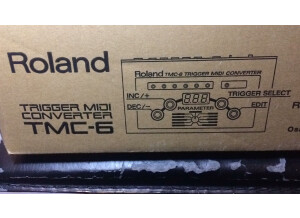 Roland
TRIGGER MIDI
CONVERTER
TMC-6
Roland TMC-6 TRIGGER MIDI CONVERTER
INC/+
TRIGGER SELECT
DEC/-
PARAMETER
EDIT